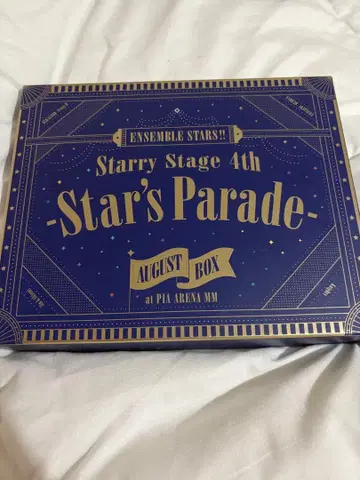 ENSEMBLE STARS!!
Starry Stage 4th
-Star's Parade-
AUGUST BOX
at PIA ARENA MM